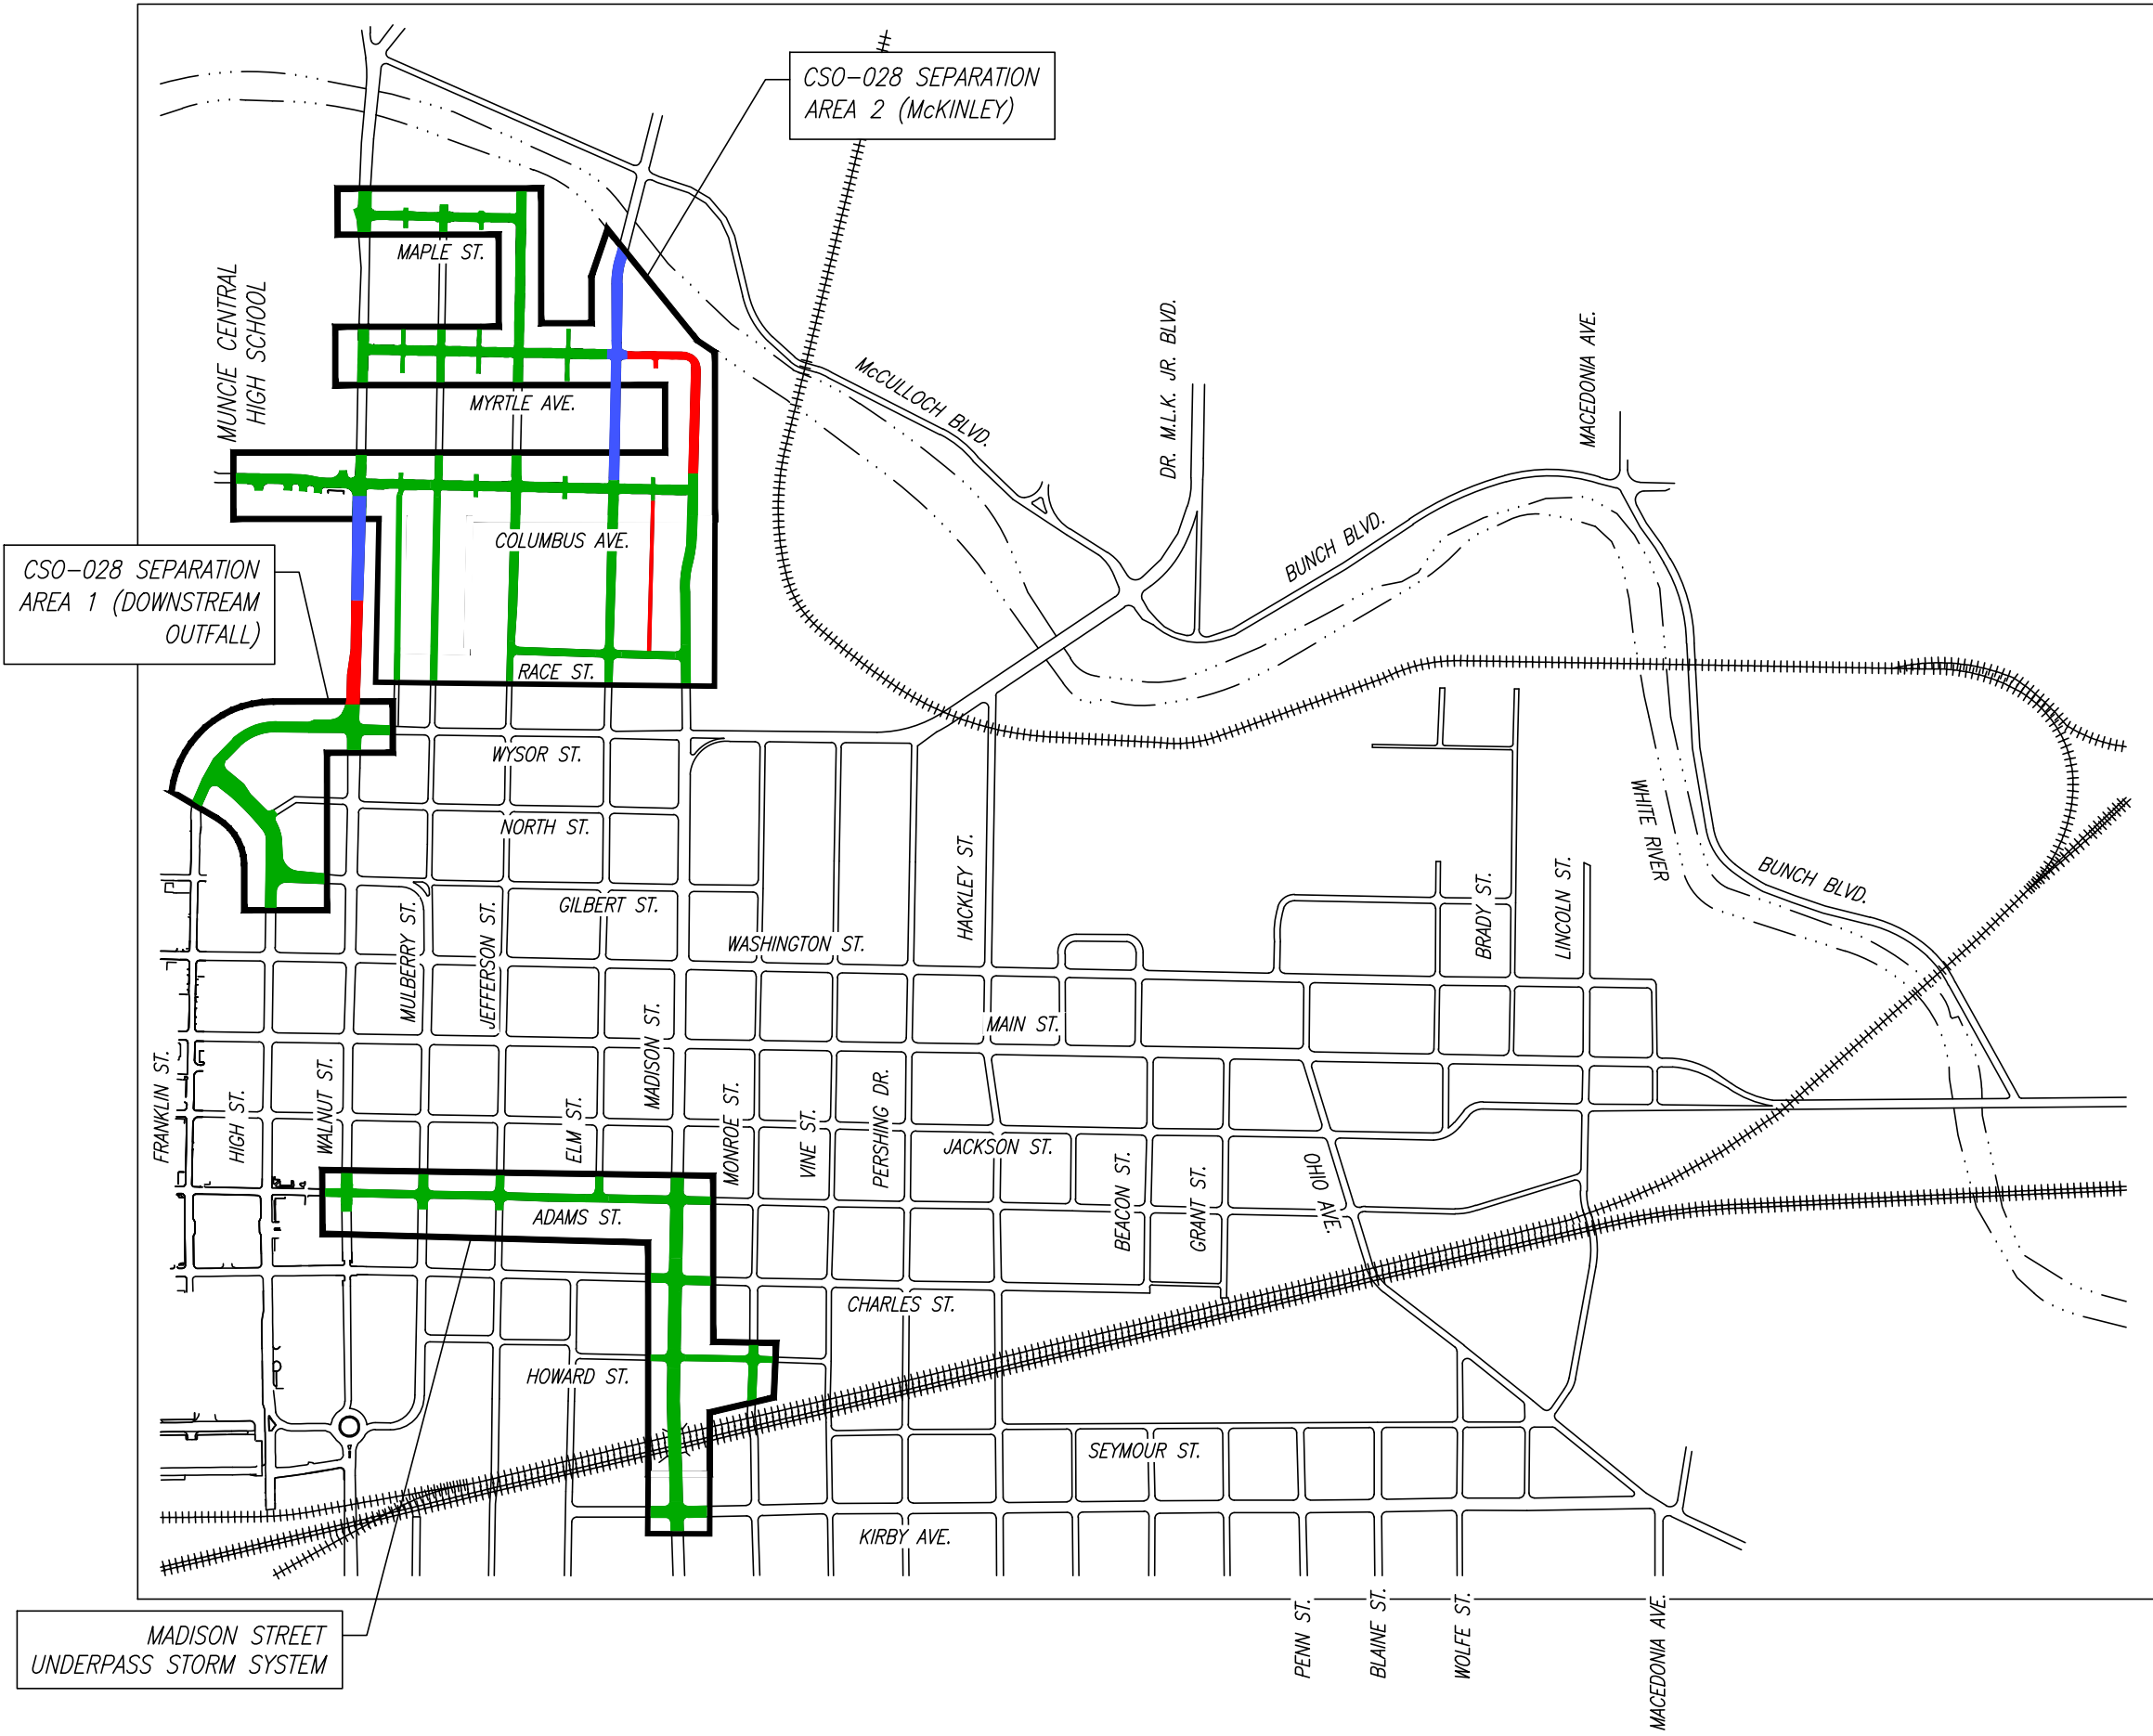 CSO-028 SEPARATION
AREA 2 (McKINLEY)
MAPLE ST.
MUNCIE CENTRAL
HIGH SCHOOL
MYRTLE AVE.
McCULLOCH BLVD.
DR. M.L.K. JR. BLVD.
MACEDONIA AVE.
COLUMBUS AVE.
BUNCH BLVD.
CSO-028 SEPARATION
AREA 1 (DOWNSTREAM
OUTFALL)
RACE ST.
WYSOR ST.
NORTH ST.
WHITE RIVER
BUNCH BLVD.
GILBERT ST.
WASHINGTON ST.
HACKLEY ST.
BRADY ST.
LINCOLN ST.
MULBERRY ST.
JEFFERSON ST.
MADISON ST.
MAIN ST.
FRANKLIN ST.
HIGH ST.
WALNUT ST.
ELM ST.
MONROE ST.
VINE ST.
PERSHING DR.
JACKSON ST.
BEACON ST.
GRANT ST.
OHIO AVE.
ADAMS ST.
CHARLES ST.
HOWARD ST.
SEYMOUR ST.
KIRBY AVE.
MADISON STREET
UNDERPASS STORM SYSTEM
PENN ST.
BLAINE ST.
WOLFE ST.
MACEDONIA AVE.